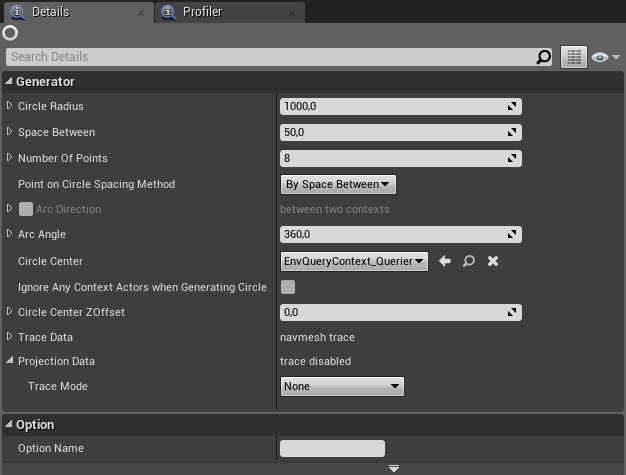 Details Profiler
Search Details
Generator
Circle Radius 1000,0
Space Between 50,0
Number Of Points 8
Point on Circle Spacing Method By Space Between
Arc Direction between two contexts
Arc Angle 360,0
Circle Center EnvQueryContext_Querier
Ignore Any Context Actors when Generating Circle
Circle Center ZOffset 0,0
Trace Data navmesh trace
Projection Data trace disabled
Trace Mode None
Option
Option Name